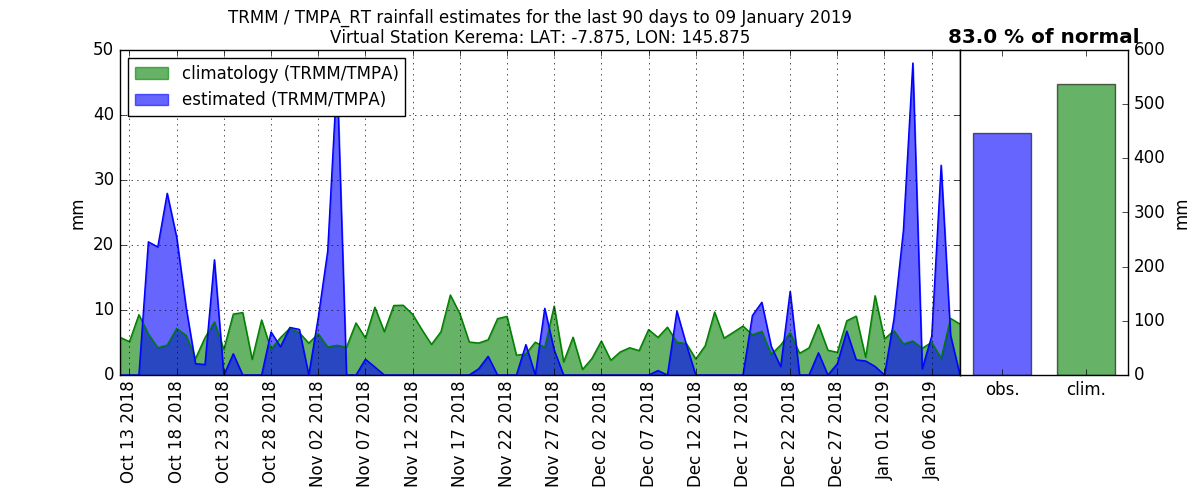 TRMM / TMPA_RT rainfall estimates for the last 90 days to 09 January 2019
Virtual Station Kerema: LAT: -7.875, LON: 145.875
83.0 % of normal
climatology (TRMM/TMPA)
estimated (TRMM/TMPA)
50
40
30
20
10
0
mm
600
500
400
300
200
100
0
mm
Oct 13 2018
Oct 18 2018
Oct 23 2018
Oct 28 2018
Nov 02 2018
Nov 07 2018
Nov 12 2018
Nov 17 2018
Nov 22 2018
Nov 27 2018
Dec 02 2018
Dec 07 2018
Dec 12 2018
Dec 17 2018
Dec 22 2018
Dec 27 2018
Jan 01 2019
Jan 06 2019
obs.
clim.